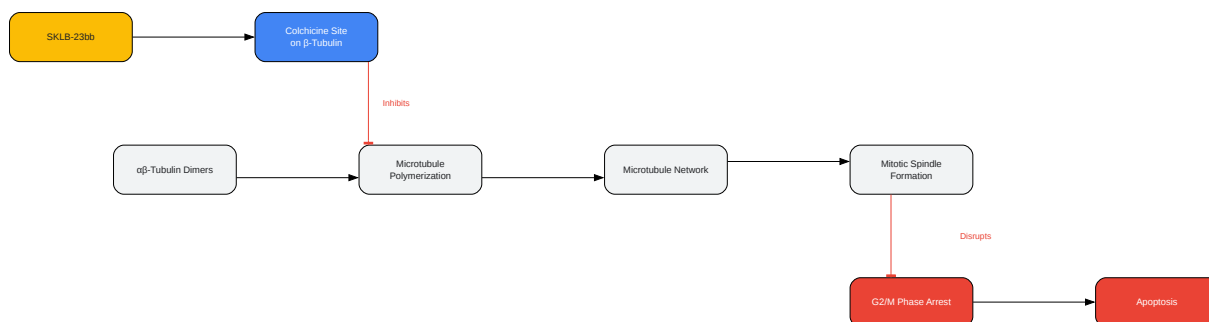 SKLB-23bb
Colchicine Site
on β-Tubulin
Inhibits
αβ-Tubulin Dimers
Microtubule
Polymerization
Microtubule Network
Mitotic Spindle
Formation
Disrupts
G2/M Phase Arrest
Apoptosis